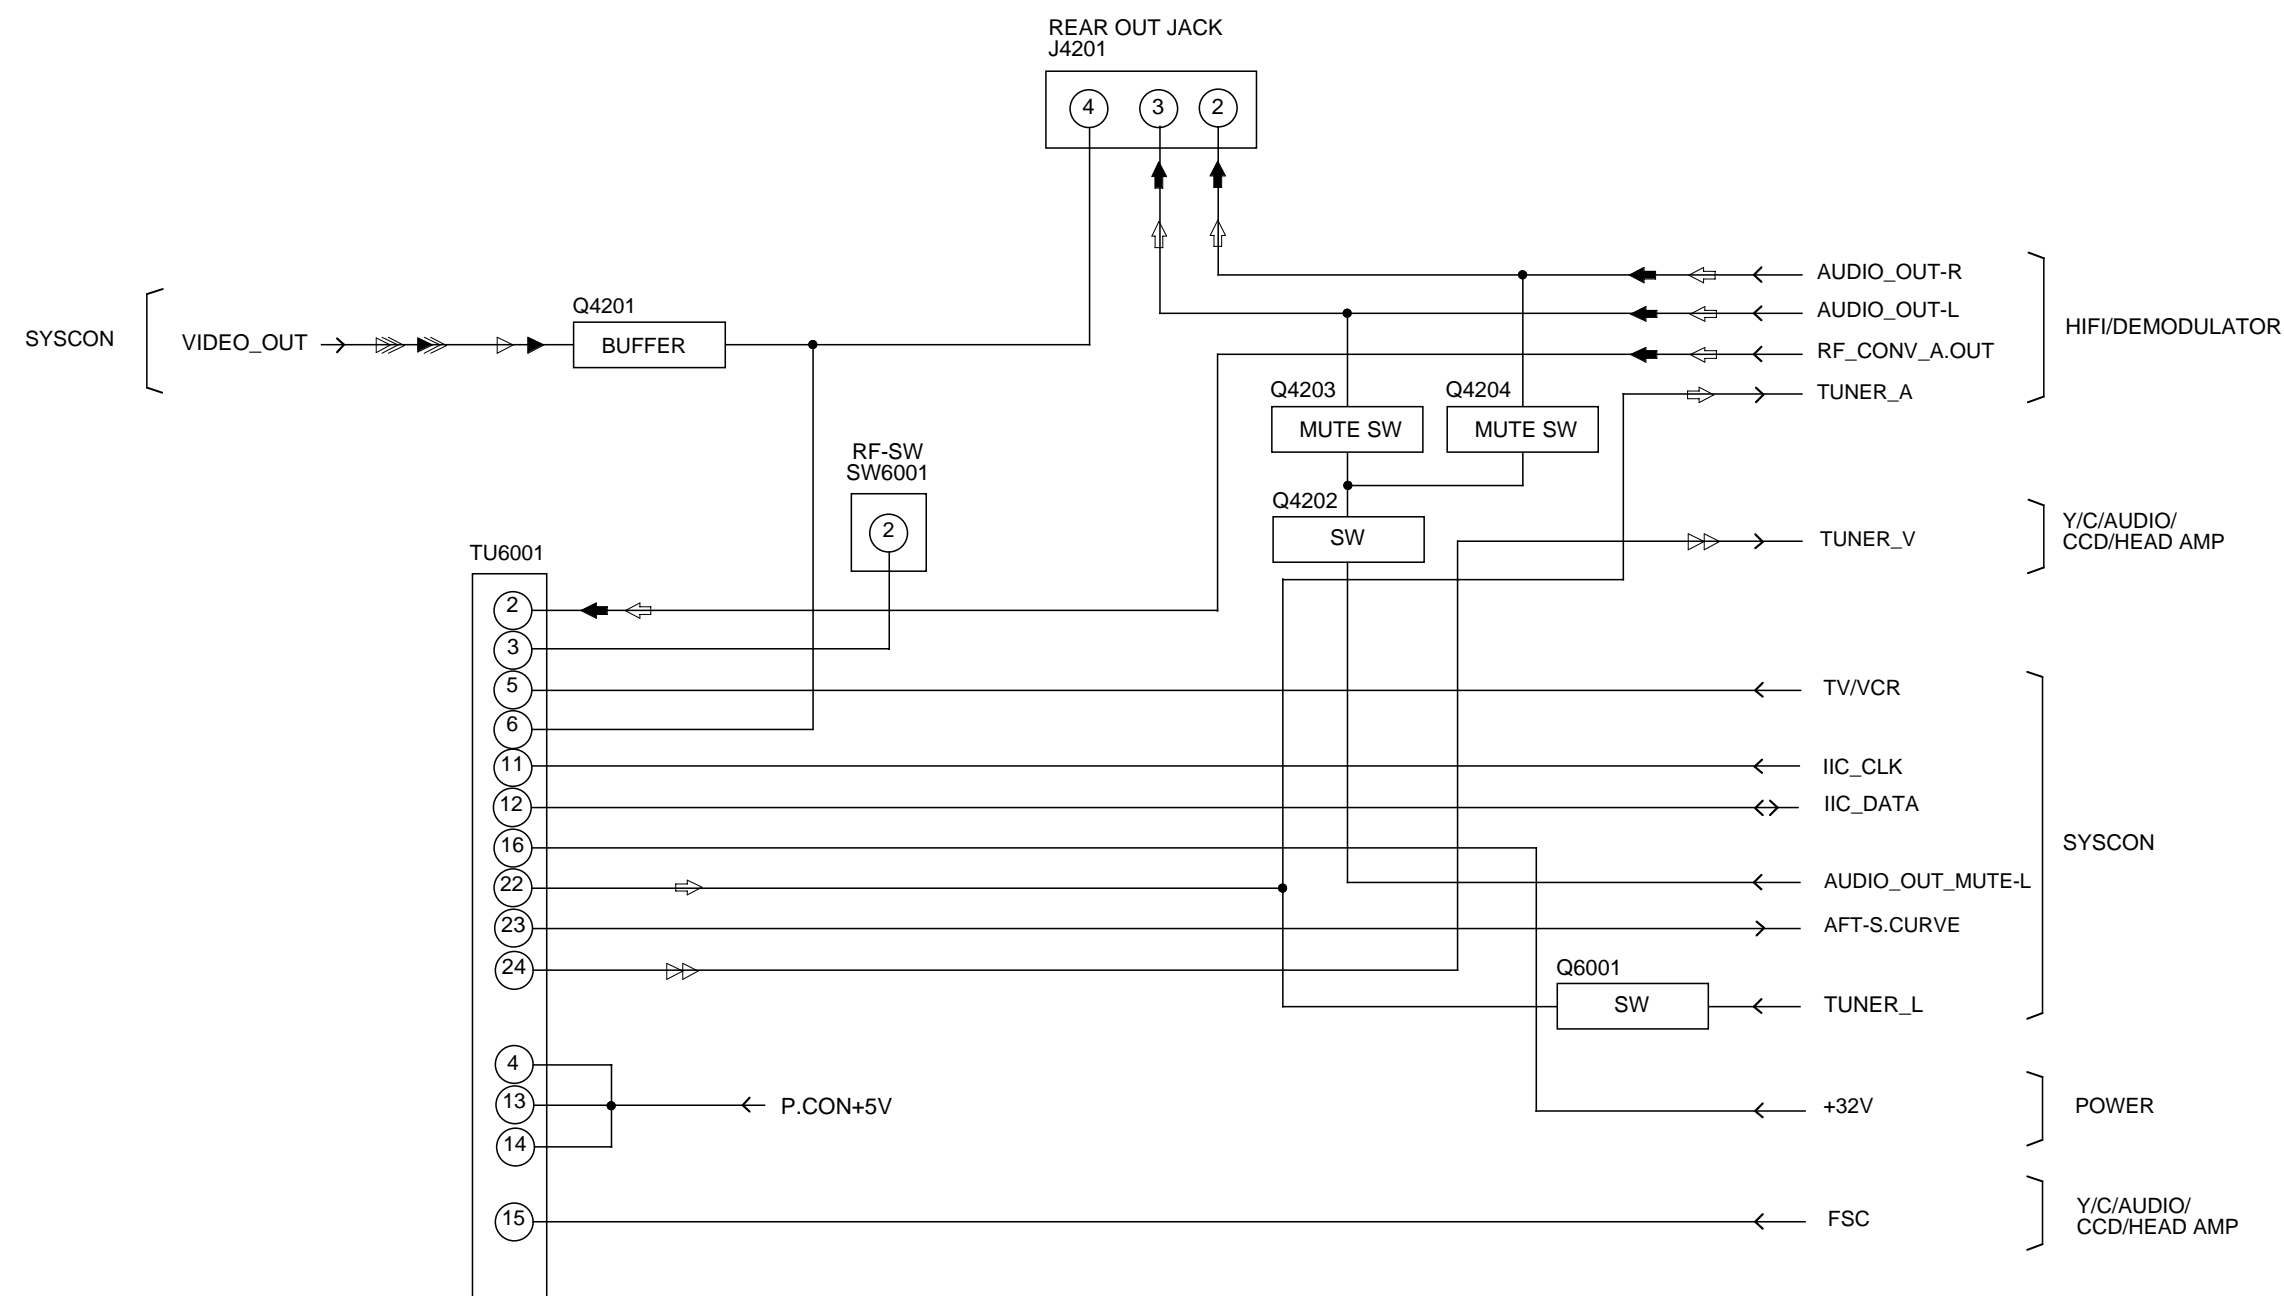 REAR OUT JACK
J4201
4
3
2
AUDIO_OUT-R
AUDIO_OUT-L
RF_CONV_A.OUT
TUNER_A
HIFI/DEMODULATOR
SYSCON
VIDEO_OUT
Q4201
BUFFER
Q4203
MUTE SW
Q4204
MUTE SW
RF-SW
SW6001
2
Q4202
SW
TUNER_V
Y/C/AUDIO/
CCD/HEAD AMP
TU6001
2
3
5
6
11
12
16
22
23
24
4
13
14
15
TV/VCR
IIC_CLK
IIC_DATA
AUDIO_OUT_MUTE-L
AFT-S.CURVE
Q6001
SW
TUNER_L
SYSCON
P.CON+5V
+32V
POWER
FSC
Y/C/AUDIO/
CCD/HEAD AMP